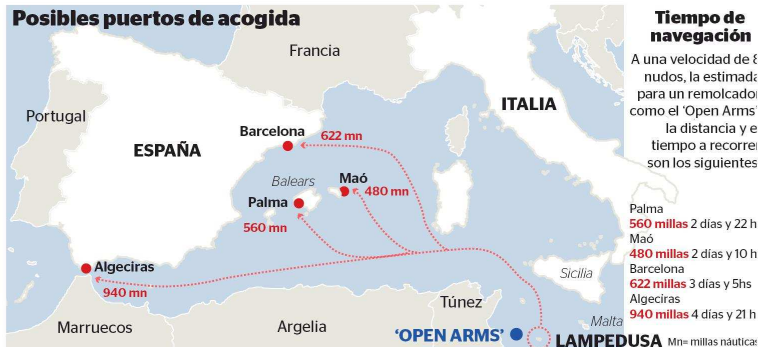 Posibles puertos de acogida
Francia
Portugal
ESPAÑA
ITALIA
Barcelona
622 mn
Balears
Maó
480 mn
Palma
560 mn
Algeciras
940 mn
Sicilia
Túnez
Marruecos
Argelia
Malta
'OPEN ARMS'
LAMPEDUSA
Mn= millas náuticas
Tiempo de
navegación
A una velocidad de 8
nudos, la estimada
para un remolcador
como el 'Open Arms'
la distancia y e
tiempo a recorrer
son los siguientes
Palma
560 millas 2 días y 22 h
Maó
480 millas 2 días y 10 h
Barcelona
622 millas 3 días y 5hs
Algeciras
940 millas 4 días y 21 h